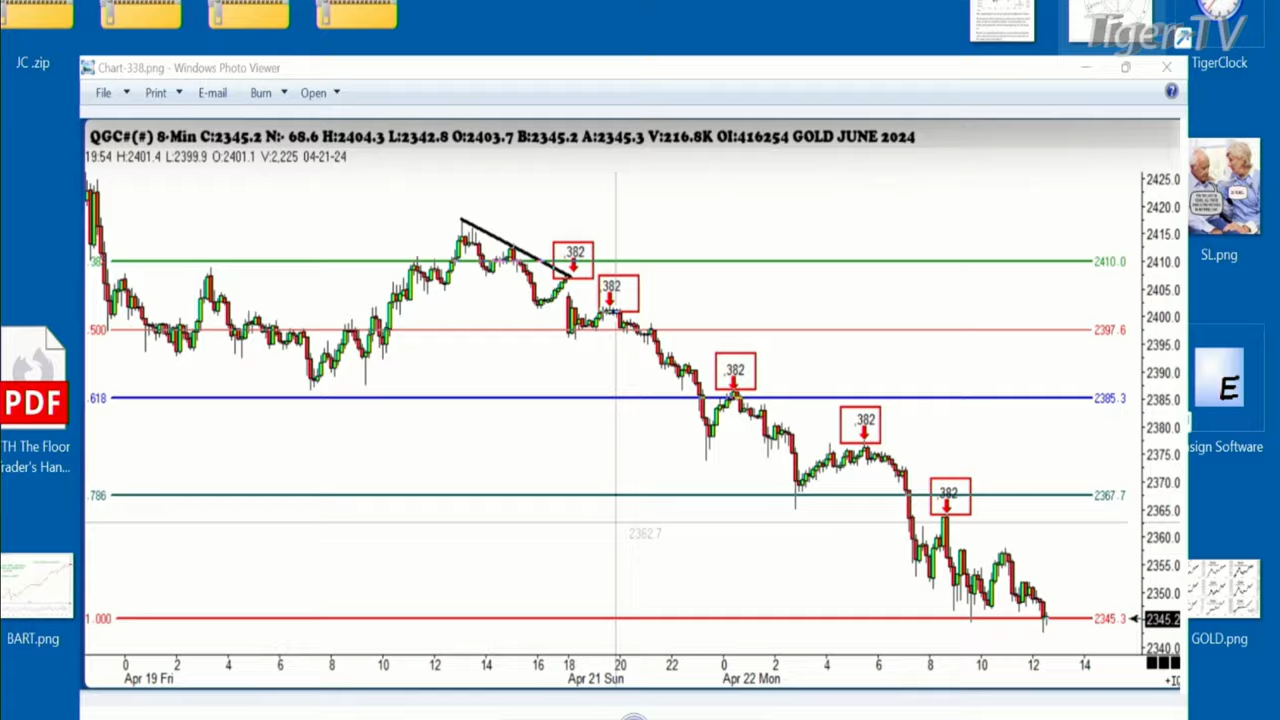 Tiger-TV
JC .zip
TigerClock
Chart-338.png - Windows Photo Viewer
File Print E-mail Burn Open
QGC#(#) 8-Min C:2345.2 N:- 68.6 H:2404.3 L:2342.8 O:2403.7 B:2345.2 A:2345.3 V:216.8K OI:416254 GOLD JUNE 2024
19:54 H:2401.4 L:2399.9 O:2401.1 V:2,225 04-21-24
2425.0
2420.0
2415.0
2410.0
2405.0
2400.0
2395.0
2390.0
2385.0
2380.0
2375.0
2370.0
2365.0
2360.0
2355.0
2350.0
2345.2
2340.0
.382
.382
.382
.382
.382
2410.0
.500 2397.6
.618 2385.3
.786 2367.7
2362.7
1.000 2345.3
0 2 4 6 8 10 12 14 16 18 20 22 0 2 4 6 8 10 12 14
Apr 19 Fri Apr 21 Sun Apr 22 Mon
SL.png
PDF
TH The Floor
rader's Han...
E
sign Software
BART.png
GOLD.png